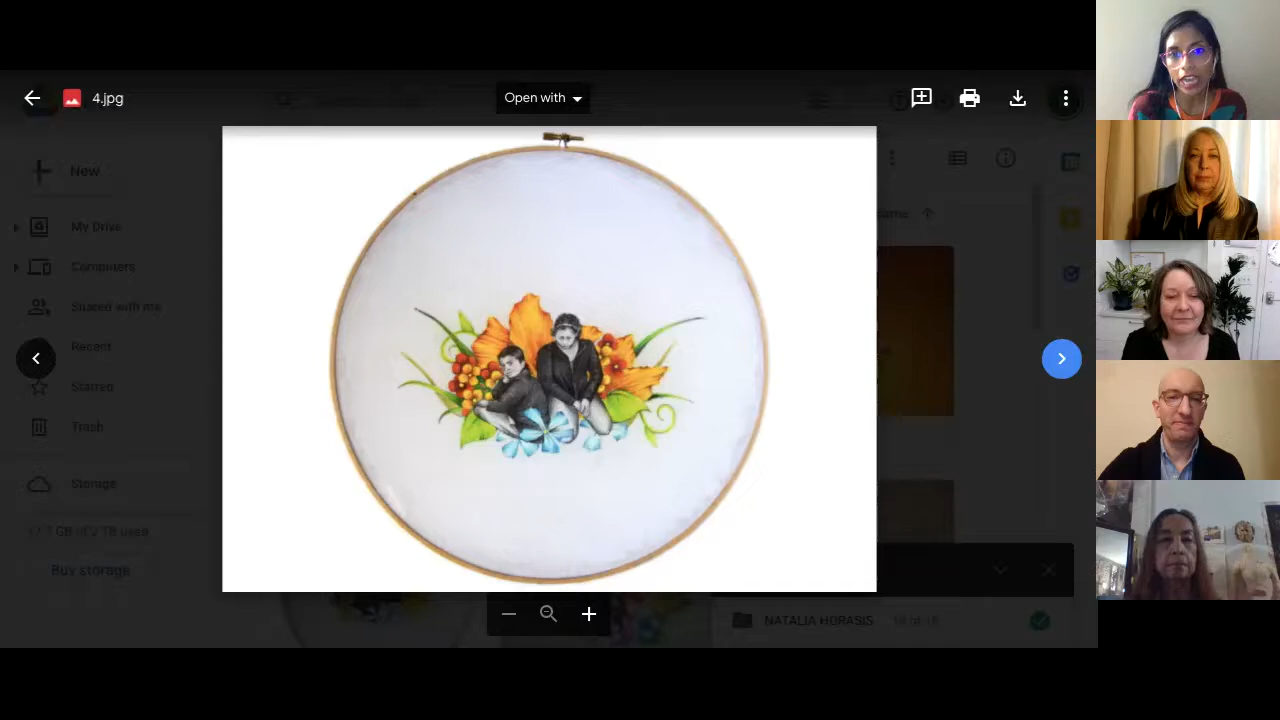 4.jpg
Open with
New
My Drive
Computers
Shared with me
Recent
Starred
Trash
Storage
Buy storage
NATALIA HORASIS